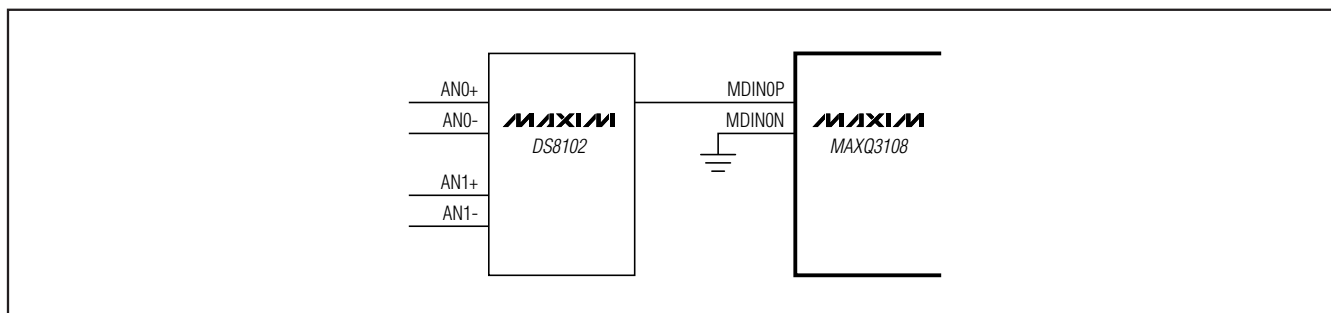 AN0+
AN0-
AN1+
AN1-
MAXIM
DS8102
MDIN0P
MDIN0N
MAXIM
MAXQ3108